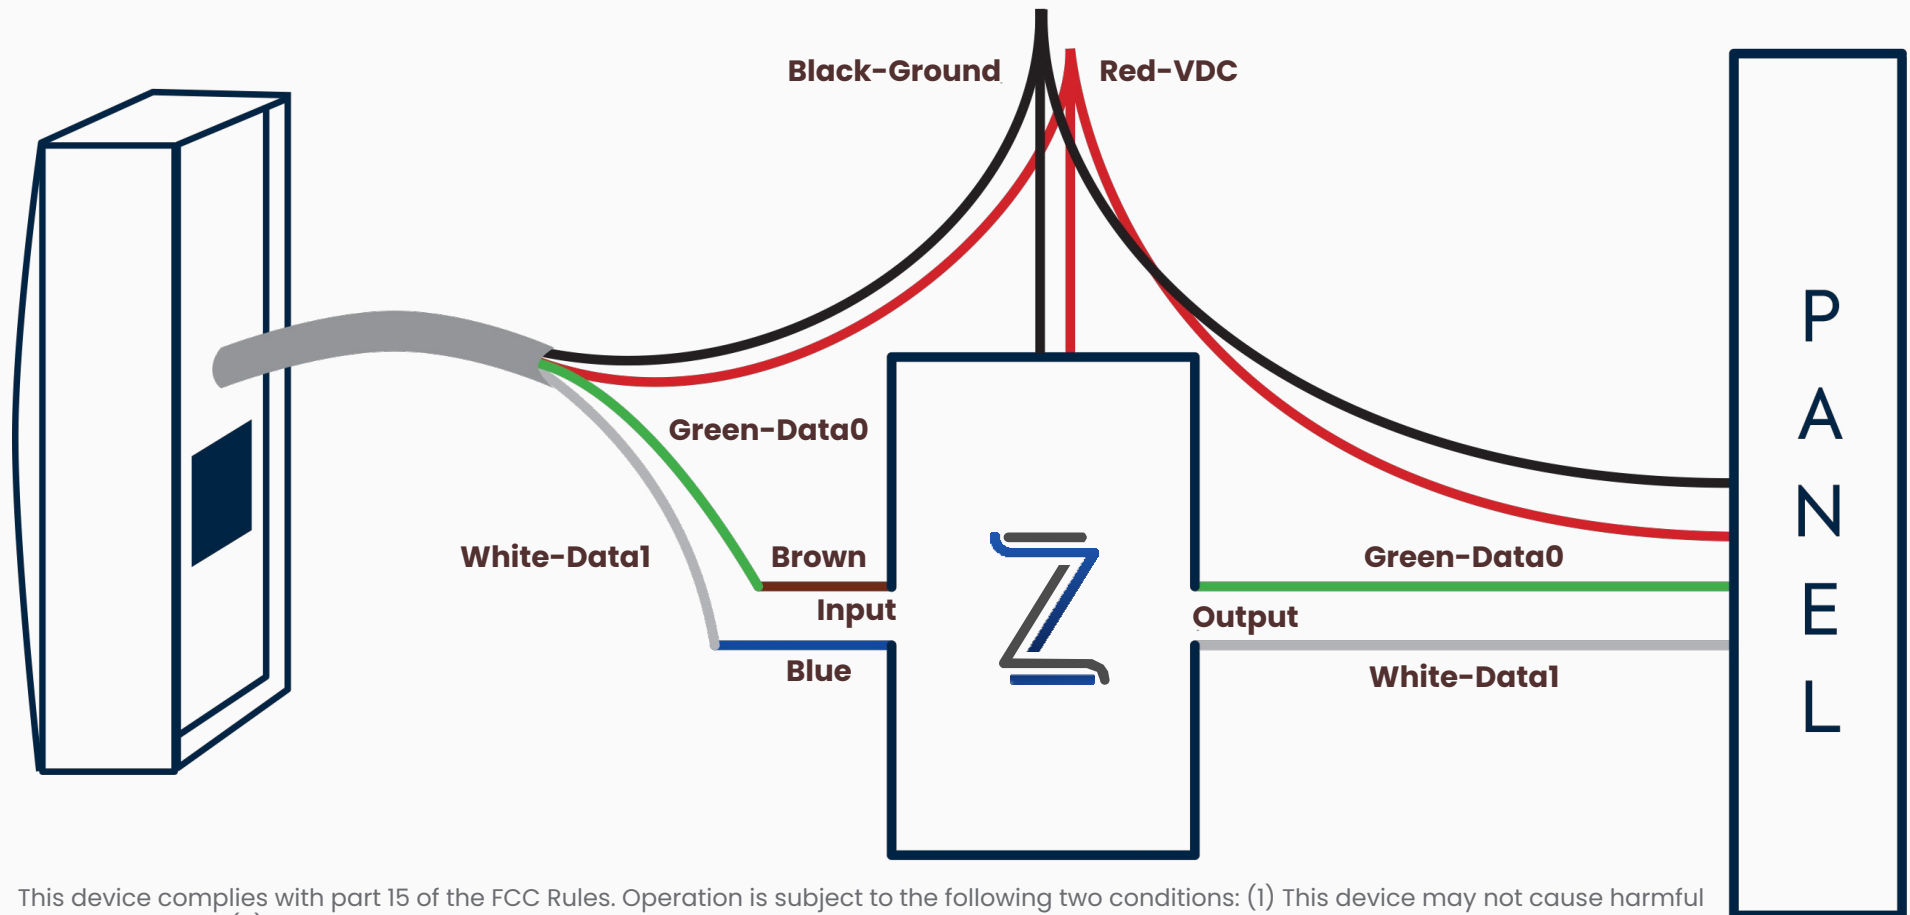 Black-Ground
Red-VDC
Green-Data0
White-Data1
Brown
Input
Blue
Output
Green-Data0
White-Data1
PANEL
Z
This device complies with part 15 of the FCC Rules. Operation is subject to the following two conditions: (1) This device may not cause harmful